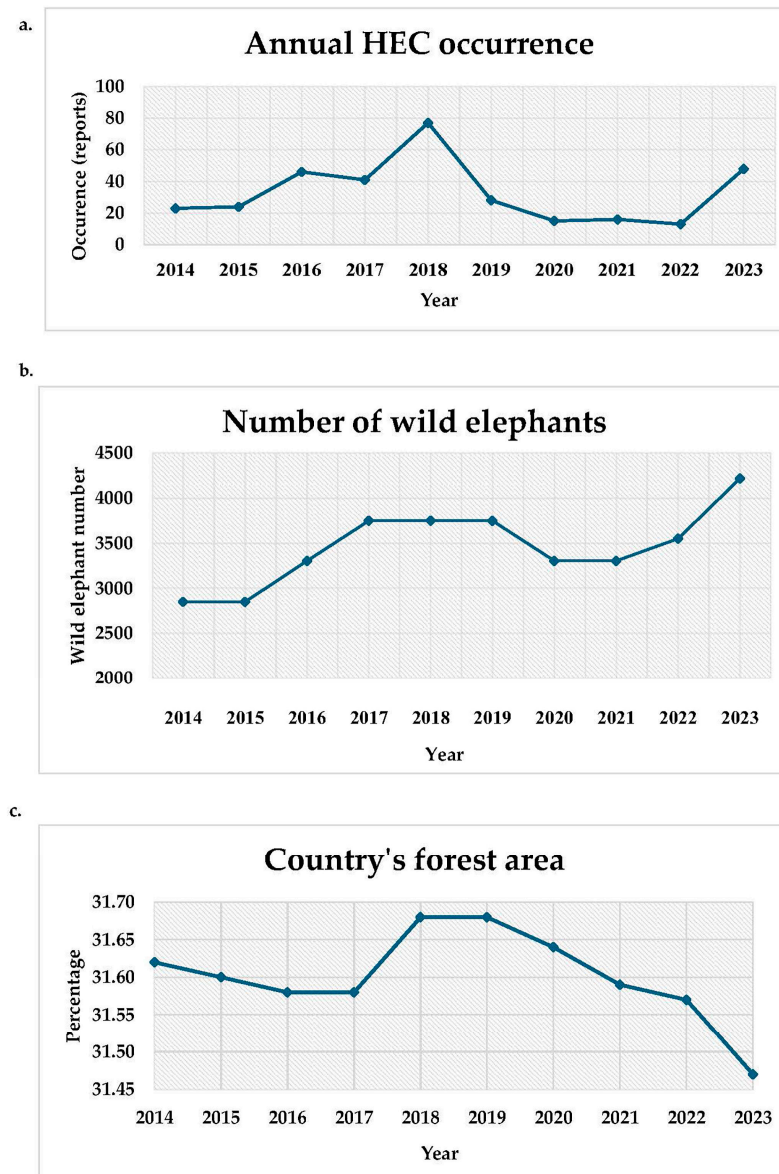 a.
Annual HEC occurrence
Occurence (reports)
100
80
60
40
20
0
2014 2015 2016 2017 2018 2019 2020 2021 2022 2023
Year
b.
Number of wild elephants
Wild elephant number
4500
4000
3500
3000
2500
2000
2014 2015 2016 2017 2018 2019 2020 2021 2022 2023
Year
c.
Country's forest area
Percentage
31.70
31.65
31.60
31.55
31.50
31.45
2014 2015 2016 2017 2018 2019 2020 2021 2022 2023
Year